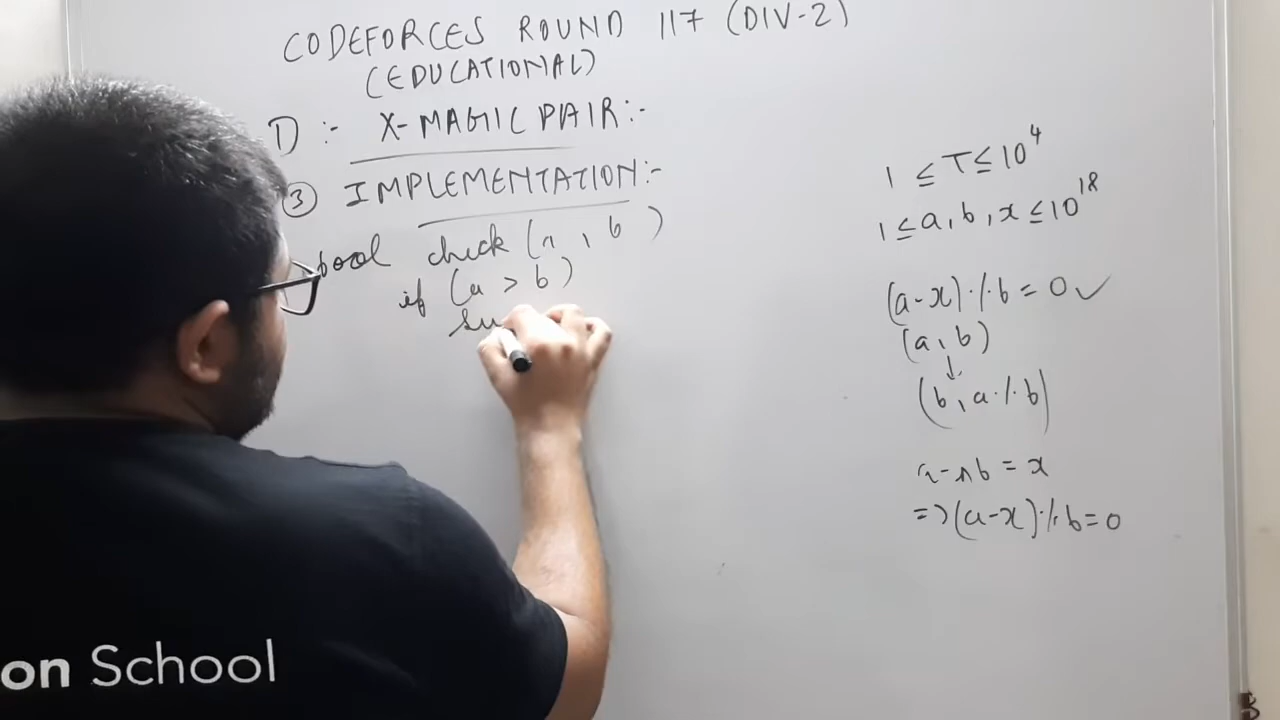 CODEFORCES ROUND 117 (DIV-2)
(EDUCATIONAL)
D :- X-MAGIC PAIR:-
③ IMPLEMENTATION:-
bool check (a, b)
if (a > b)
1 ≤ T ≤ 10^4
1 ≤ a, b, x ≤ 10^18
(a-x)·/·b = 0 ✓
(a, b)
↓
(b, a·/·b)
a-nb = x
=> (a-x)·/·b = 0
on School